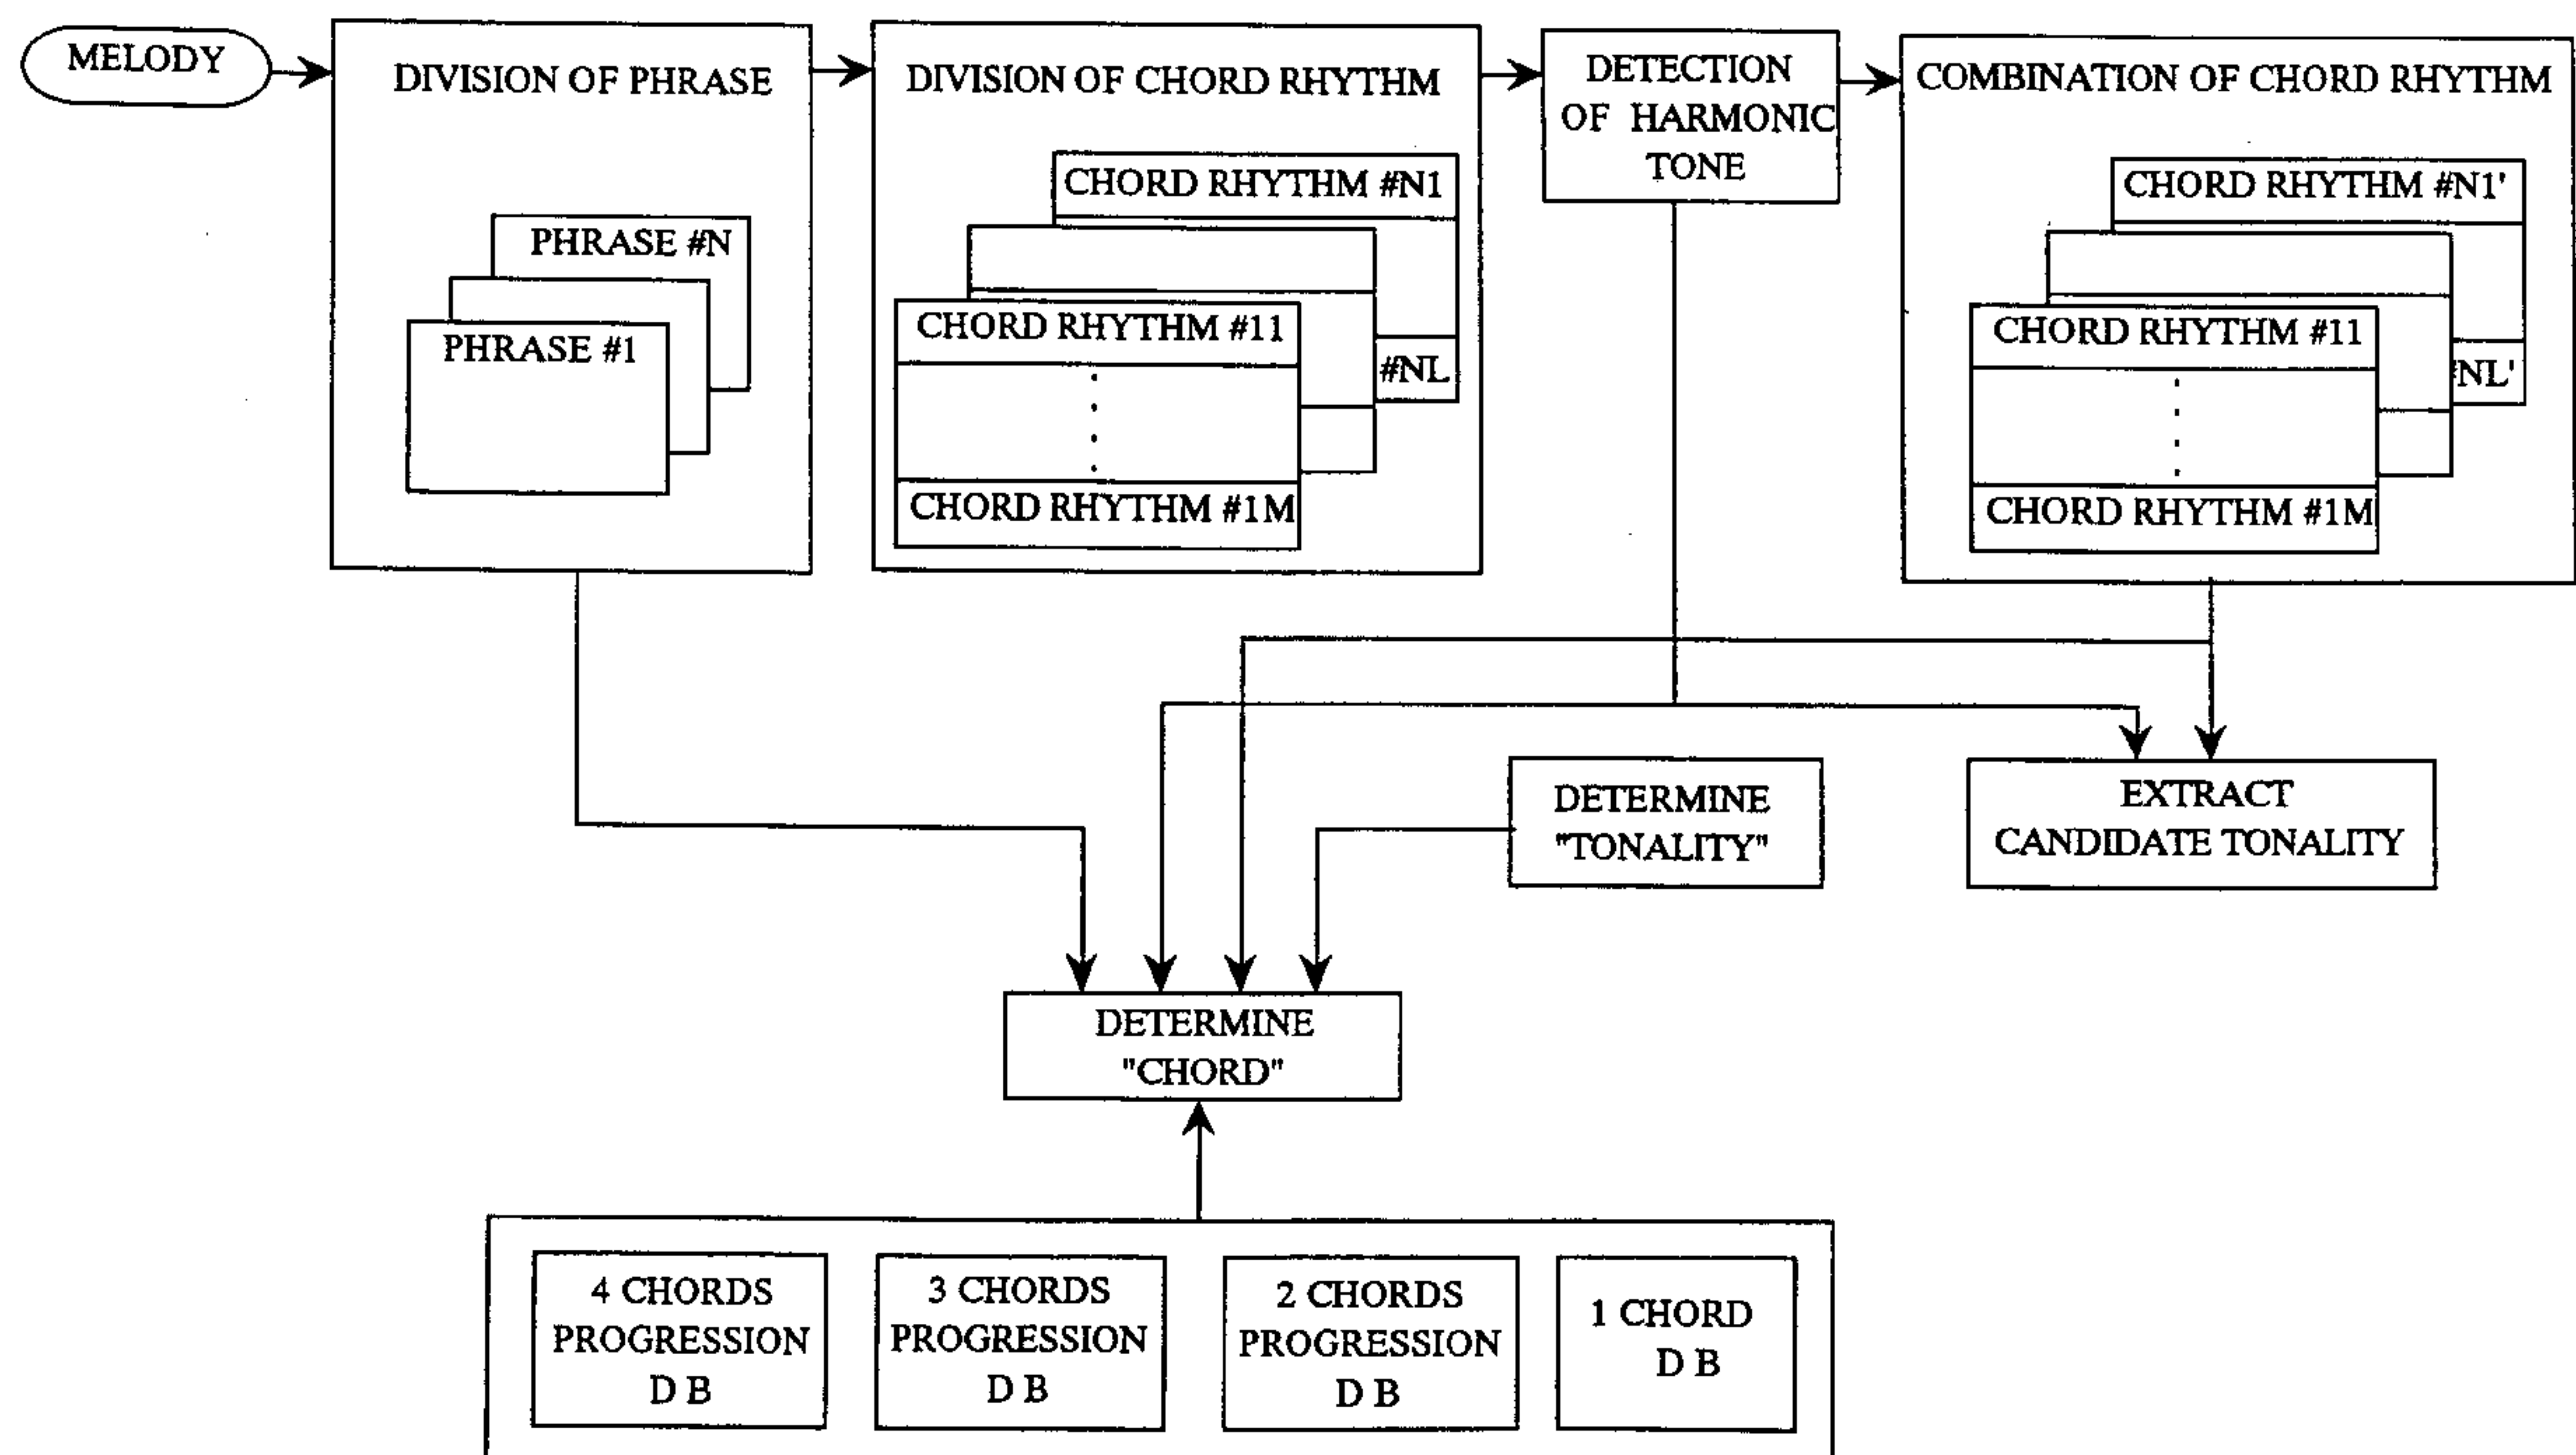 MELODY
DIVISION OF PHRASE
PHRASE #N
PHRASE #1
DIVISION OF CHORD RHYTHM
CHORD RHYTHM #N1
CHORD RHYTHM #11
#NL
CHORD RHYTHM #1M
DETECTION
OF HARMONIC
TONE
COMBINATION OF CHORD RHYTHM
CHORD RHYTHM #N1'
CHORD RHYTHM #11
#NL'
CHORD RHYTHM #1M
DETERMINE
"TONALITY"
EXTRACT
CANDIDATE TONALITY
DETERMINE
"CHORD"
4 CHORDS
PROGRESSION
D B
3 CHORDS
PROGRESSION
D B
2 CHORDS
PROGRESSION
D B
1 CHORD
D B